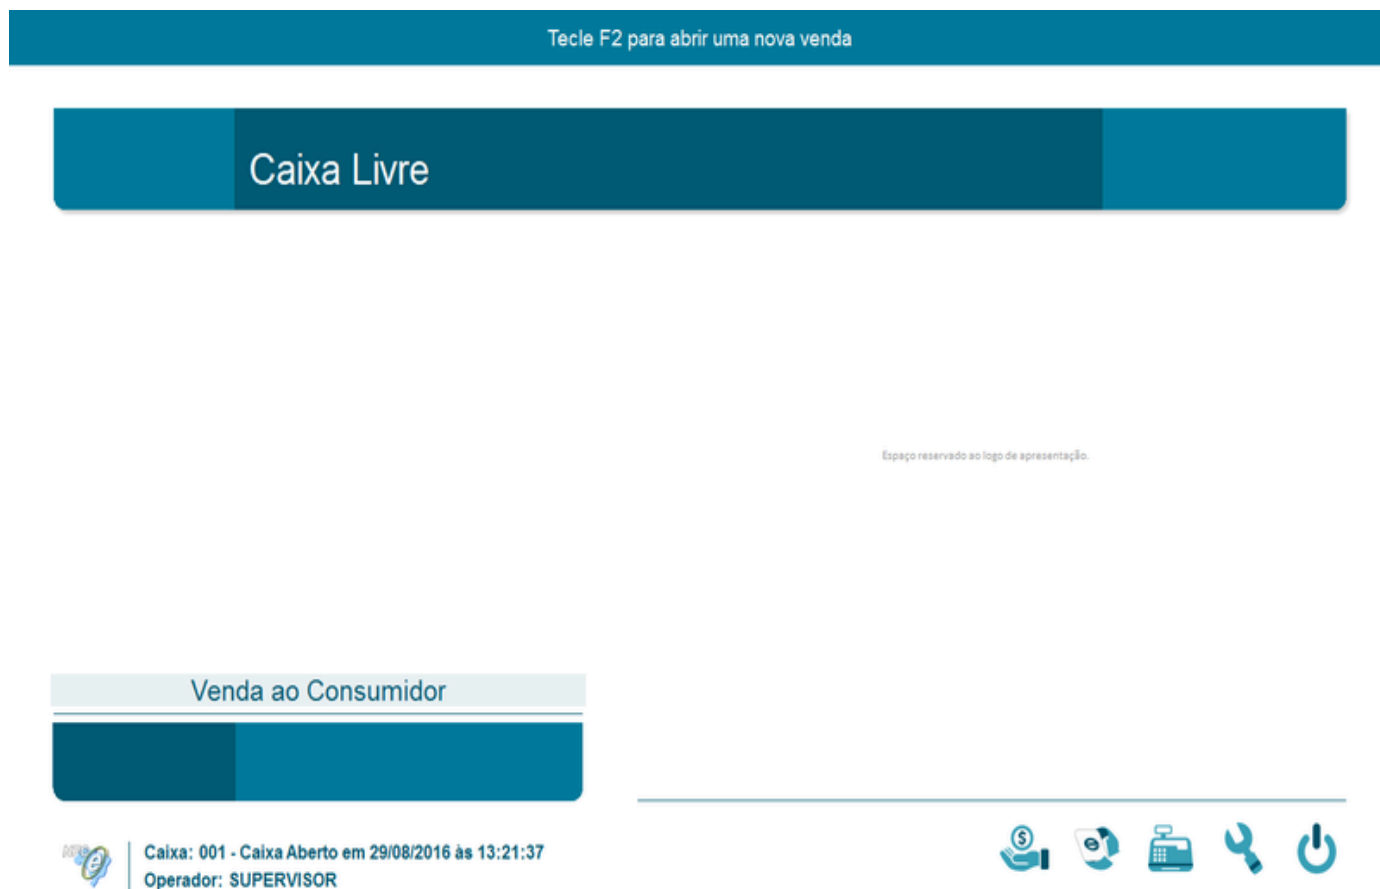 Tecle F2 para abrir uma nova venda
Caixa Livre
Espaço reservado ao logo de apresentação.
Venda ao Consumidor
Caixa: 001 - Caixa Aberto em 29/08/2016 às 13:21:37
Operador: SUPERVISOR